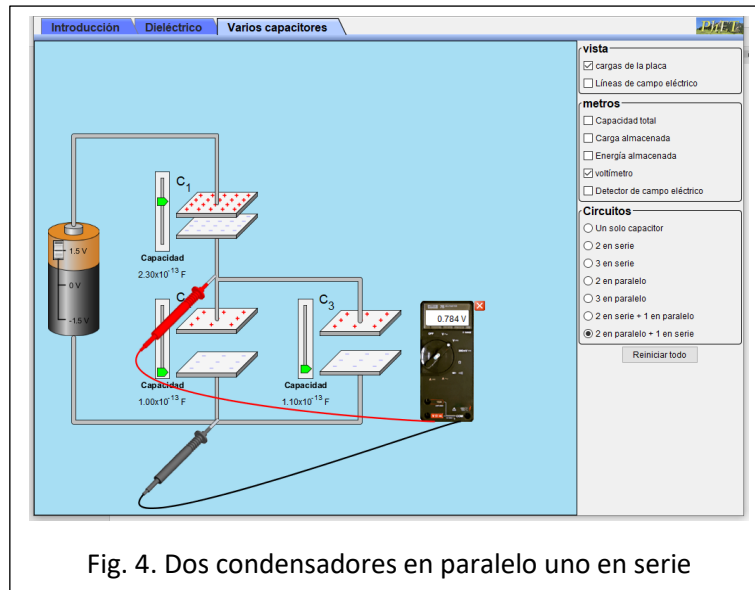 Introducción
Dieléctrico
Varios capacitores
PhET
vista
cargas de la placa
Líneas de campo eléctrico
metros
Capacidad total
Carga almacenada
Energía almacenada
voltímetro
Detector de campo eléctrico
Circuitos
Un solo capacitor
2 en serie
3 en serie
2 en paralelo
3 en paralelo
2 en serie + 1 en paralelo
2 en paralelo + 1 en serie
Reiniciar todo
C1
Capacidad
2.30x10-13 F
1.5 V
0 V
-1.5 V
C
Capacidad
1.00x10-13 F
C3
Capacidad
1.10x10-13 F
0.784 V
Fig. 4. Dos condensadores en paralelo uno en serie